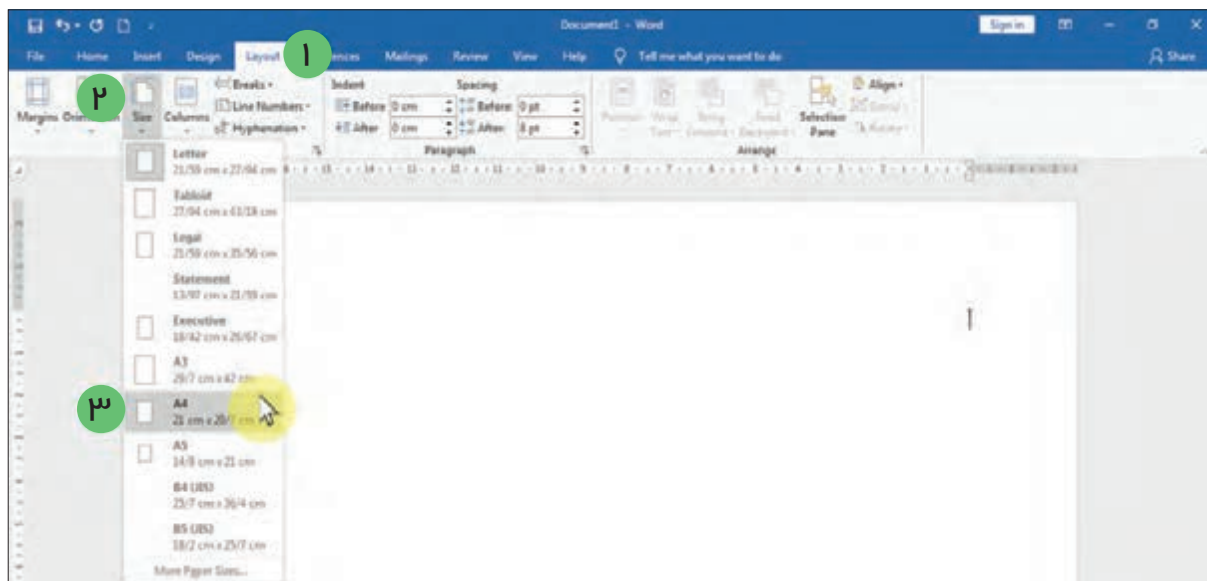 Document1 - Word
Sign in
File Home Insert Design Layout ۱ ences Mailings Review View Help Tell me what you want to do Share
۲
Breaks Indent Spacing Align
Line Numbers Before 0 cm Before: 0 pt
Margins Size Columns Hyphenation After 0 cm After: 8 pt Selection Pane
Paragraph Arrange
Letter
21/59 cm x 27/94 cm
Tabloid
27/94 cm x 43/18 cm
Legal
21/59 cm x 35/56 cm
Statement
13/97 cm x 21/59 cm
Executive
18/42 cm x 26/67 cm
A3
29/7 cm x 42 cm
۳
A4
21 cm x 29/7 cm
A5
14/8 cm x 21 cm
B4 (JIS)
25/7 cm x 36/4 cm
B5 (JIS)
18/2 cm x 25/7 cm
More Paper Sizes...